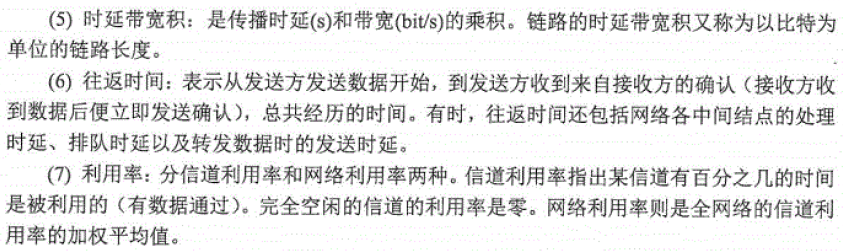 (5) 时延带宽积：是传播时延(s)和带宽(bit/s)的乘积。链路的时延带宽积又称为以比特为
单位的链路长度。
(6) 往返时间：表示从发送方发送数据开始，到发送方收到来自接收方的确认（接收方收
到数据后便立即发送确认），总共经历的时间。有时，往返时间还包括网络各中间结点的处理
时延、排队时延以及转发数据时的发送时延。
(7) 利用率：分信道利用率和网络利用率两种。信道利用率指出某信道有百分之几的时间
是被利用的（有数据通过）。完全空闲的信道的利用率是零。网络利用率则是全网络的信道利
用率的加权平均值。